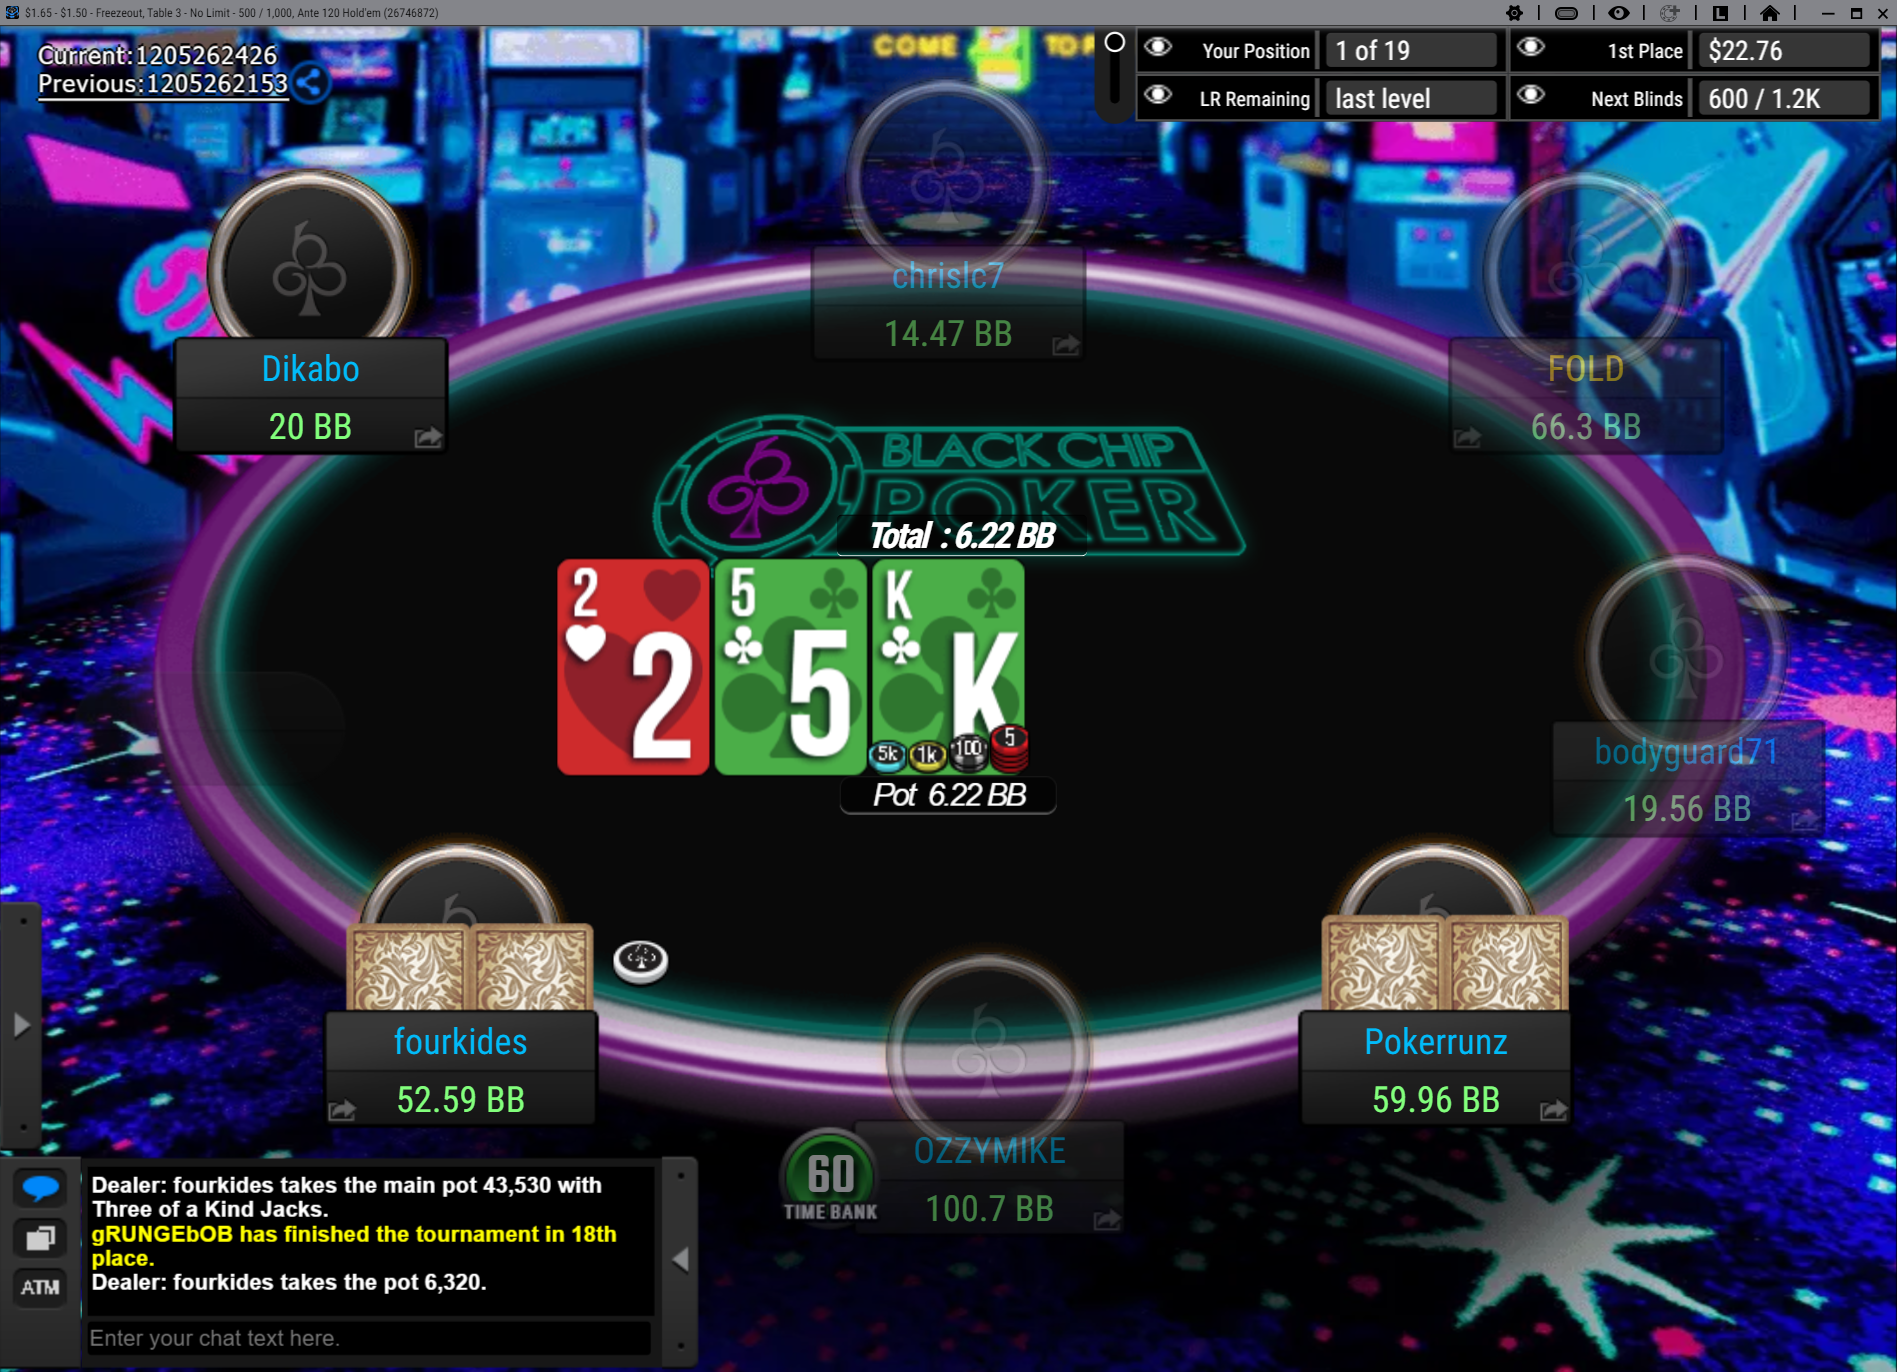 $1.65 - $1.50 - Freezeout, Table 3 - No Limit - 500 / 1,000, Ante 120 Hold'em (26746872)
L
Current:1205262426
Previous:1205262153
COME
TO P
Your Position
1 of 19
1st Place
$22.76
LR Remaining
last level
Next Blinds
600 / 1.2K
chrislc7
14.47 BB
Dikabo
20 BB
FOLD
66.3 BB
BLACK CHIP
POKER
Total : 6.22 BB
2
2
5
5
K
K
5k
1k
100
5
Pot 6.22 BB
bodyguard71
19.56 BB
fourkides
52.59 BB
Pokerrunz
59.96 BB
60
TIME BANK
OZZYMIKE
100.7 BB
Dealer: fourkides takes the main pot 43,530 with
Three of a Kind Jacks.
gRUNGEbOB has finished the tournament in 18th
place.
Dealer: fourkides takes the pot 6,320.
ATM
Enter your chat text here.